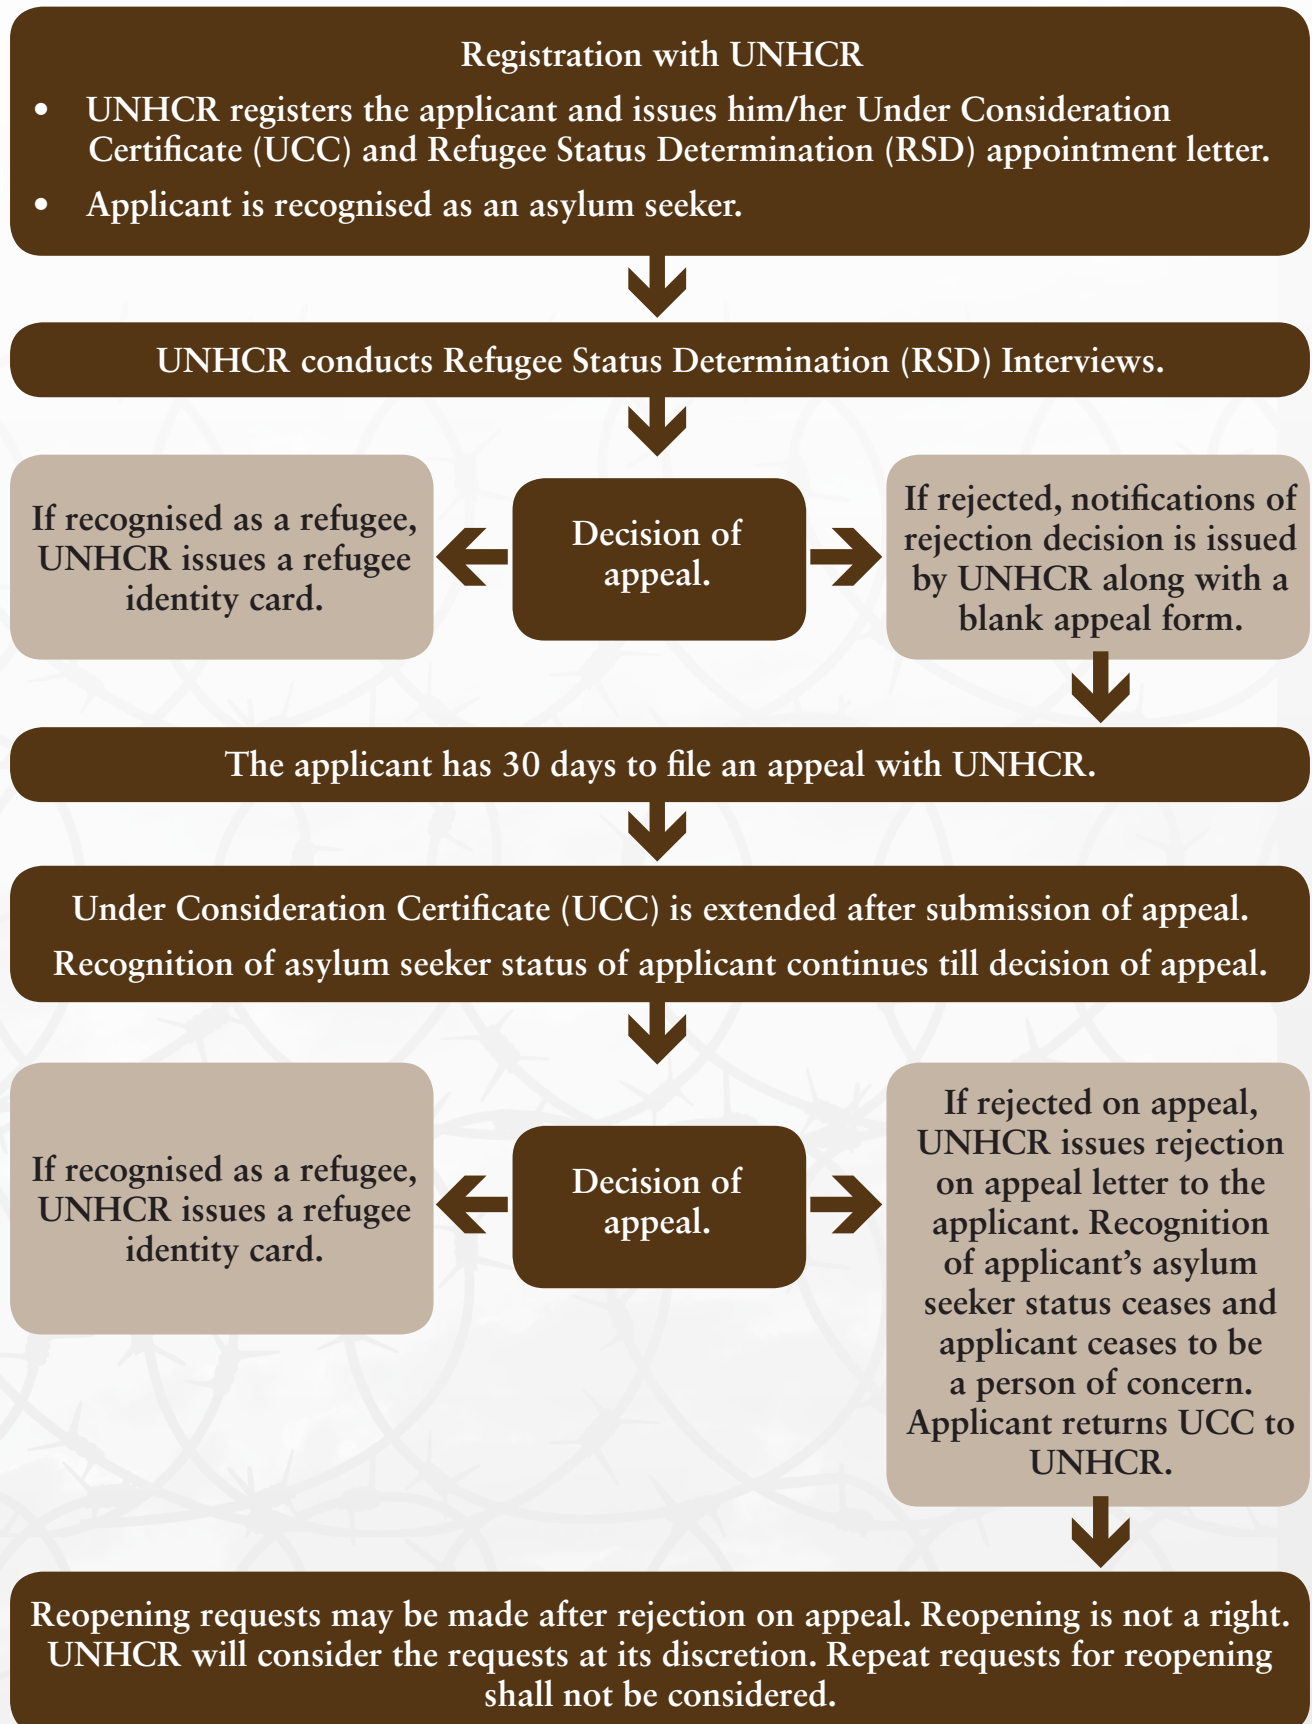 Registration with UNHCR
• UNHCR registers the applicant and issues him/her Under Consideration
Certificate (UCC) and Refugee Status Determination (RSD) appointment letter.
• Applicant is recognised as an asylum seeker.
UNHCR conducts Refugee Status Determination (RSD) Interviews.
If recognised as a refugee,
UNHCR issues a refugee
identity card.
Decision of
appeal.
If rejected, notifications of
rejection decision is issued
by UNHCR along with a
blank appeal form.
The applicant has 30 days to file an appeal with UNHCR.
Under Consideration Certificate (UCC) is extended after submission of appeal.
Recognition of asylum seeker status of applicant continues till decision of appeal.
If recognised as a refugee,
UNHCR issues a refugee
identity card.
Decision of
appeal.
If rejected on appeal,
UNHCR issues rejection
on appeal letter to the
applicant. Recognition
of applicant’s asylum
seeker status ceases and
applicant ceases to be
a person of concern.
Applicant returns UCC to
UNHCR.
Reopening requests may be made after rejection on appeal. Reopening is not a right.
UNHCR will consider the requests at its discretion. Repeat requests for reopening
shall not be considered.